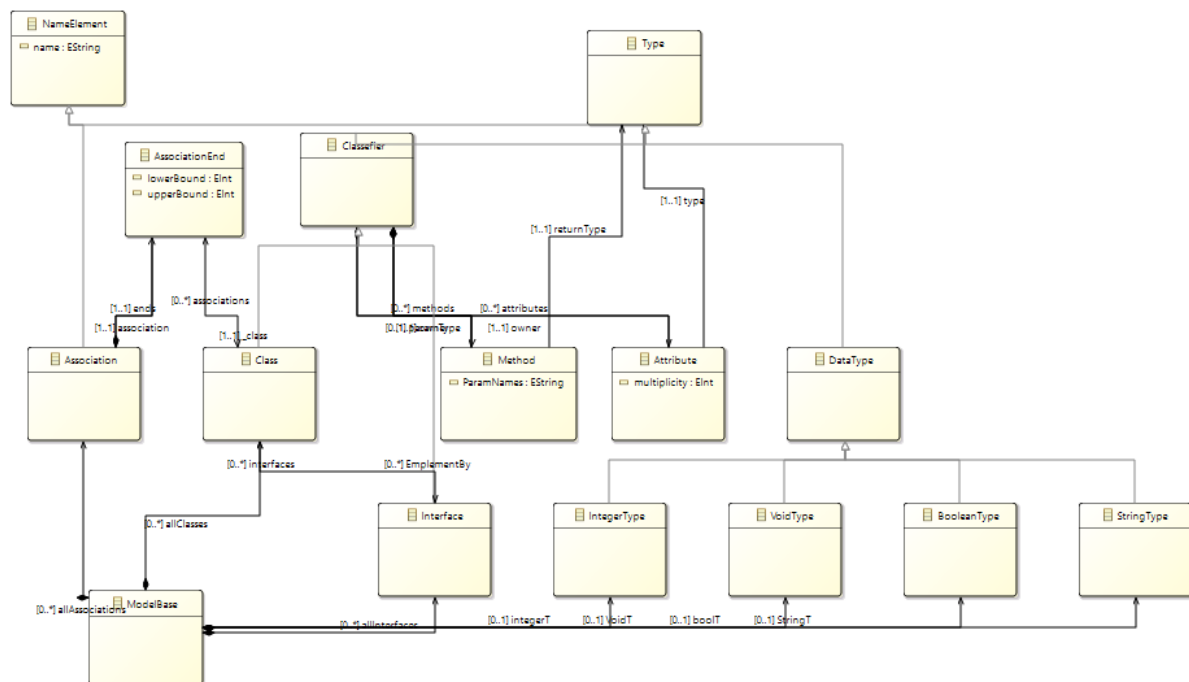 NameElement
name : EString
Type
AssociationEnd
lowerBound : EInt
upperBound : EInt
Classefier
[1..1] type
[1..1] returnType
[0..*] associations
[1..1] ends
[0..*] methods
[0..*] attributes
[1..1] association
[1..1] _class
[1..1] owner
Association
Class
Method
ParamNames : EString
Attribute
multiplicity : EInt
DataType
[0..*] interfaces
[0..*] EmplementBy
Interface
IntegerType
VoidType
BooleanType
StringType
[0..*] allClasses
ModelBase
[0..*] allAssociations
[0..*] allInterfaces
[0..1] integerT
[0..1] VoidT
[0..1] boolT
[0..1] StringT